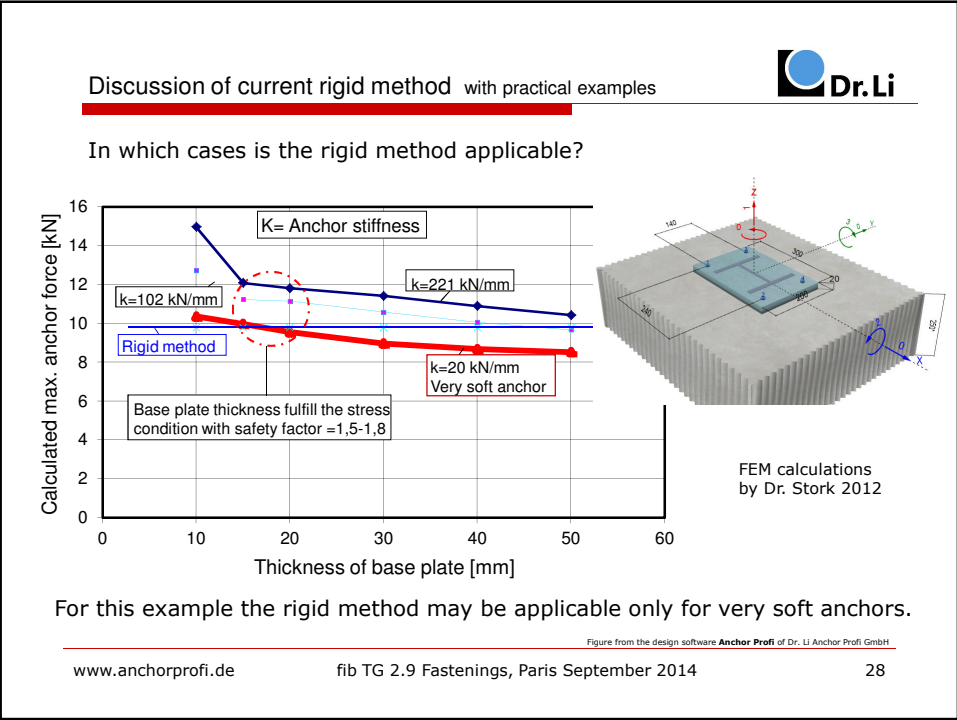 Discussion of current rigid method with practical examples
Dr.Li
In which cases is the rigid method applicable?
Calculated max. anchor force [kN]
16
14
12
10
8
6
4
2
0
K= Anchor stiffness
k=221 kN/mm
k=102 kN/mm
Rigid method
k=20 kN/mm
Very soft anchor
Base plate thickness fulfill the stress
condition with safety factor =1,5-1,8
0 10 20 30 40 50 60
Thickness of base plate [mm]
Z
Y
X
140
300
20
200
240
FEM calculations
by Dr. Stork 2012
For this example the rigid method may be applicable only for very soft anchors.
Figure from the design software Anchor Profi of Dr. Li Anchor Profi GmbH
www.anchorprofi.de fib TG 2.9 Fastenings, Paris September 2014 28